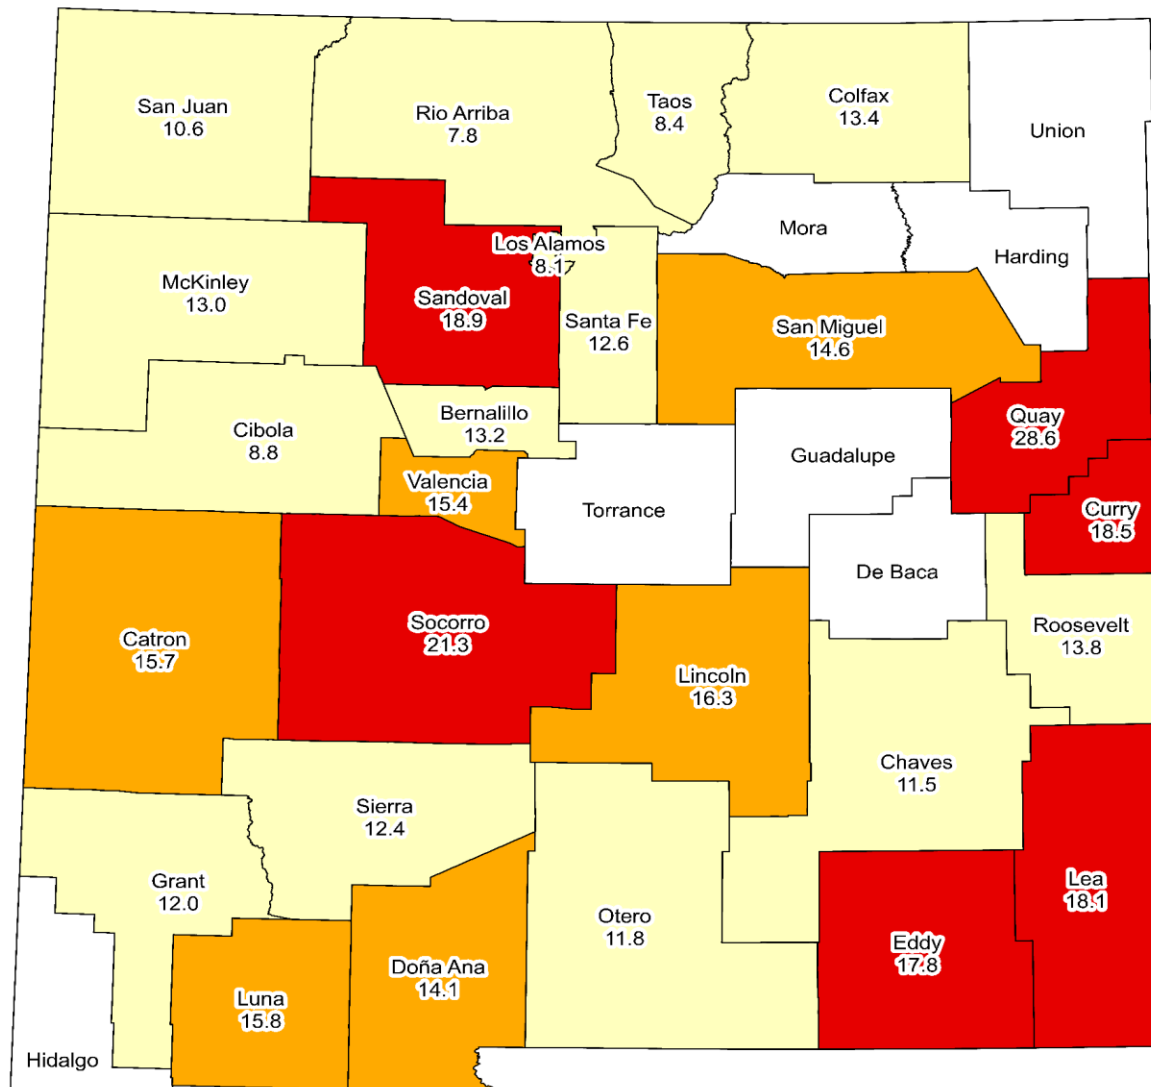 San Juan
10.6
Rio Arriba
7.8
Taos
8.4
Colfax
13.4
Union
Mora
Harding
Los Alamos
8.1
McKinley
13.0
Sandoval
18.9
Santa Fe
12.6
San Miguel
14.6
Quay
28.6
Cibola
8.8
Bernalillo
13.2
Guadalupe
Valencia
15.4
Torrance
Curry
18.5
De Baca
Catron
15.7
Socorro
21.3
Lincoln
16.3
Roosevelt
13.8
Chaves
11.5
Sierra
12.4
Grant
12.0
Otero
11.8
Lea
18.1
Eddy
17.8
Doña Ana
14.1
Luna
15.8
Hidalgo